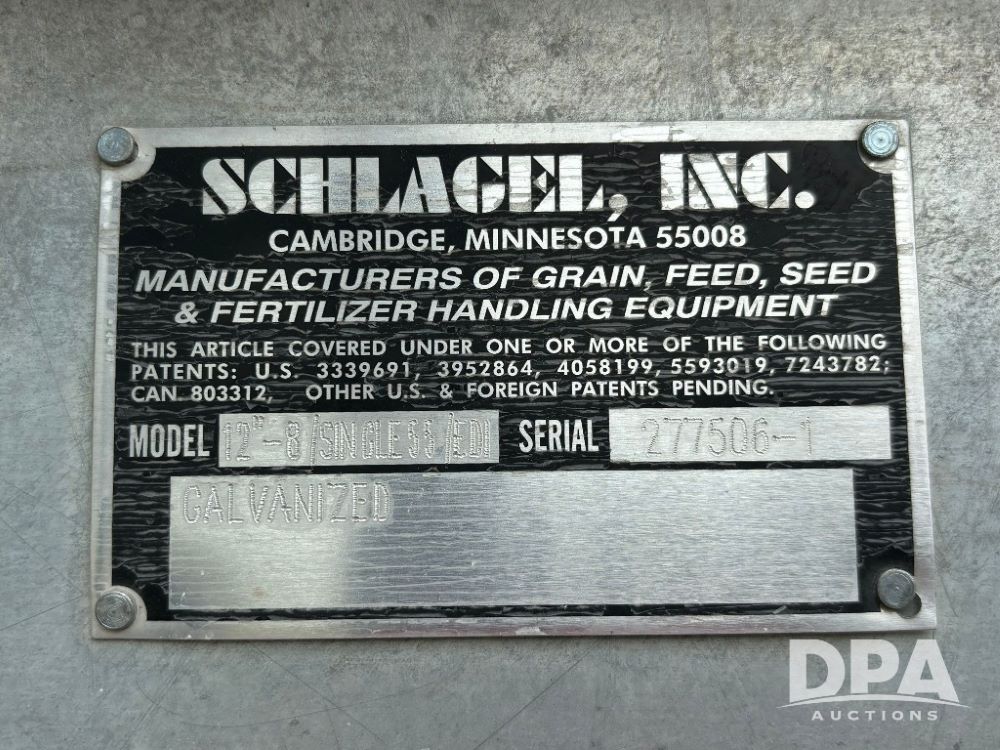 SCHLAGEL, INC.
CAMBRIDGE, MINNESOTA 55008
MANUFACTURERS OF GRAIN, FEED, SEED
& FERTILIZER HANDLING EQUIPMENT
THIS ARTICLE COVERED UNDER ONE OR MORE OF THE FOLLOWING
PATENTS: U.S. 3339691, 3952864, 4058199, 5593019, 7243782;
CAN 803312, OTHER U.S. & FOREIGN PATENTS PENDING.
MODEL 12"-8/SNGLESS/EDI SERIAL 277506-1
GALVANIZED
DPA
AUCTIONS